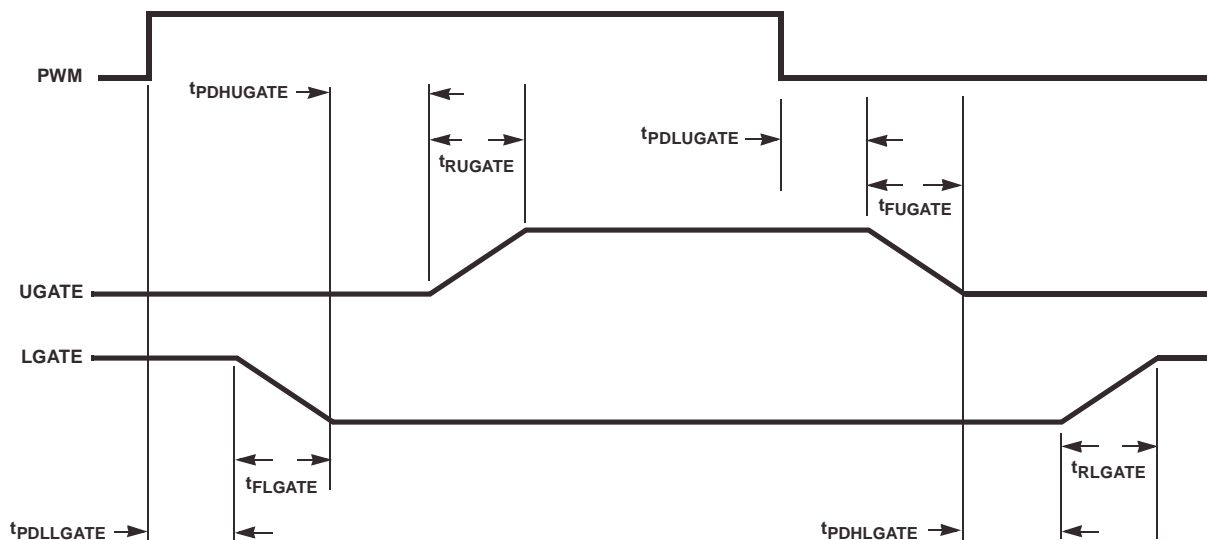 PWM
tPDHUGATE
tRUGATE
tPDLUGATE
tFUGATE
UGATE
LGATE
tFLGATE
tRLGATE
tPDLLGATE
tPDHLGATE